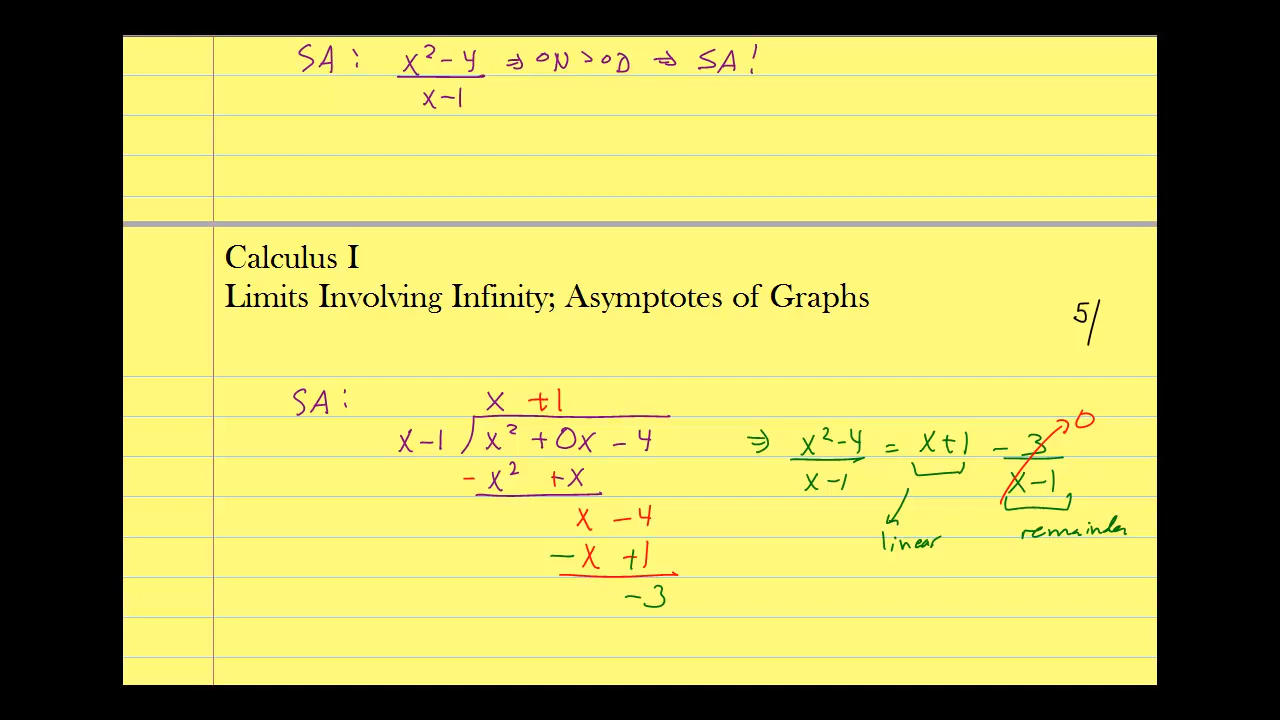 SA: x² - 4 ⇒ °N > °D ⇒ SA!
x - 1
Calculus I
Limits Involving Infinity; Asymptotes of Graphs
5/
SA: x + 1
x - 1 ) x² + 0x - 4 ⇒ x² - 4 = x + 1 - 3 0
- x² + x x - 1 x - 1
x - 4 linear remainder
- x + 1
- 3